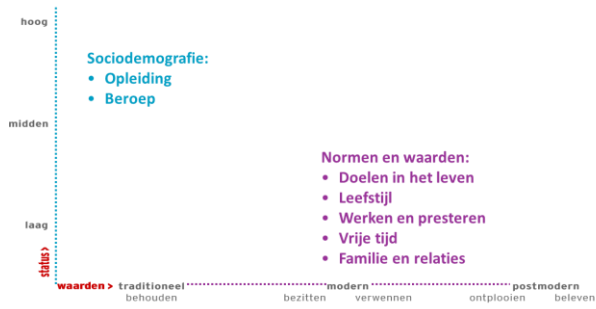 hoog
Sociodemografie:
• Opleiding
• Beroep
midden
Normen en waarden:
• Doelen in het leven
• Leefstijl
• Werken en presteren
• Vrije tijd
• Familie en relaties
laag
status >
waarden > traditioneel modern postmodern
behouden bezitten verwennen ontplooien beleven